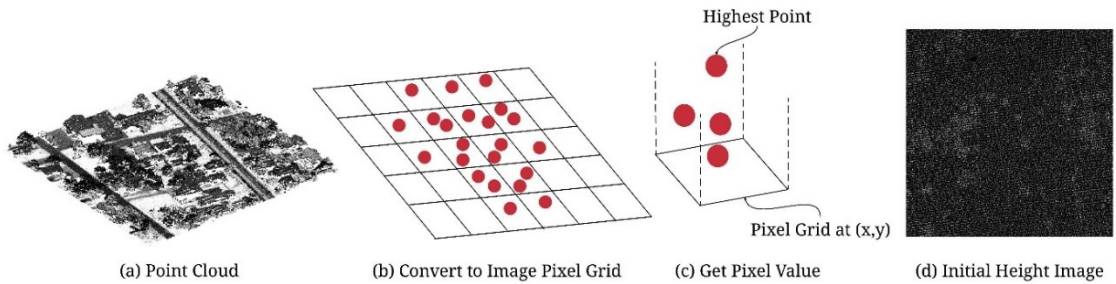 Highest Point
Pixel Grid at (x,y)
(a) Point Cloud
(b) Convert to Image Pixel Grid
(c) Get Pixel Value
(d) Initial Height Image